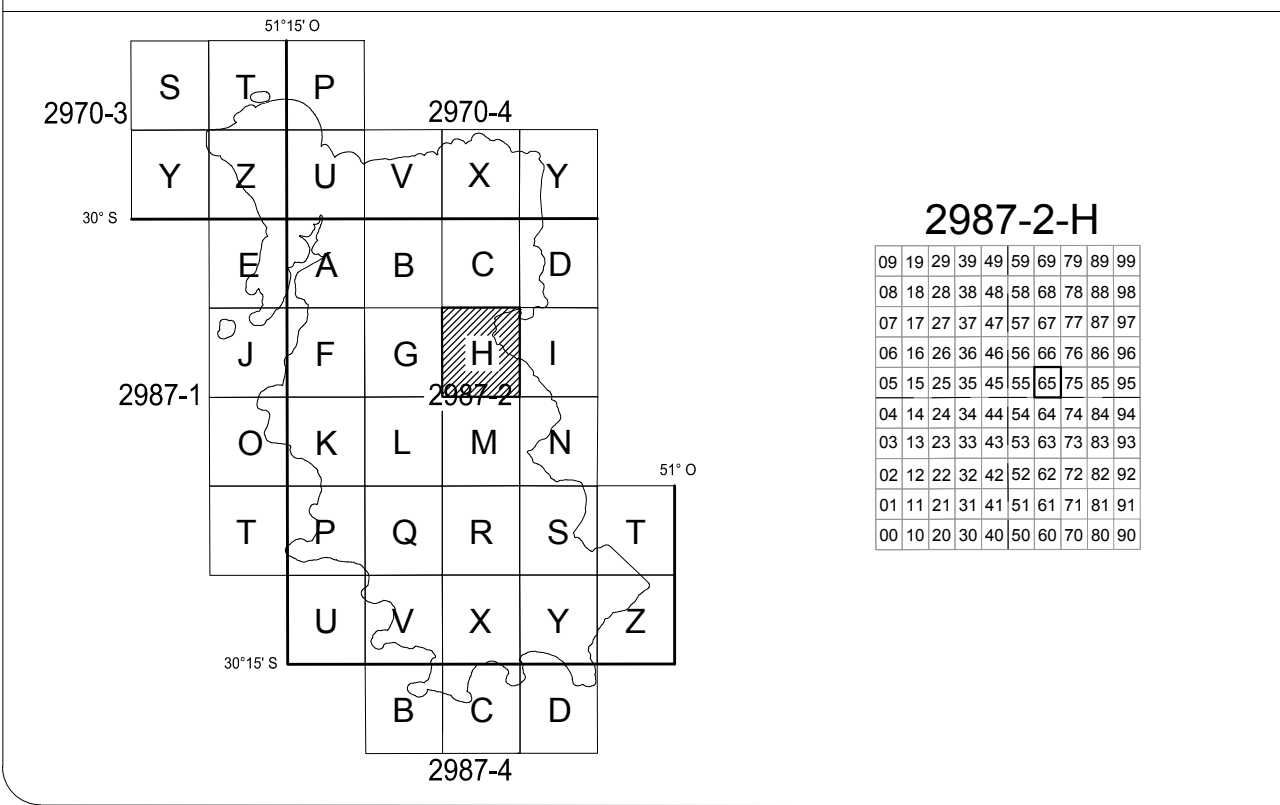 51°15' O
S T P
2970-3 2970-4
Y Z U V X Y
30° S
E A B C D
J F G H I
2987-1 2987-2
O K L M N
51° O
T P Q R S T
U V X Y Z
30°15' S
B C D
2987-4
2987-2-H
09 19 29 39 49 59 69 79 89 99
08 18 28 38 48 58 68 78 88 98
07 17 27 37 47 57 67 77 87 97
06 16 26 36 46 56 66 76 86 96
05 15 25 35 45 55 65 75 85 95
04 14 24 34 44 54 64 74 84 94
03 13 23 33 43 53 63 73 83 93
02 12 22 32 42 52 62 72 82 92
01 11 21 31 41 51 61 71 81 91
00 10 20 30 40 50 60 70 80 90